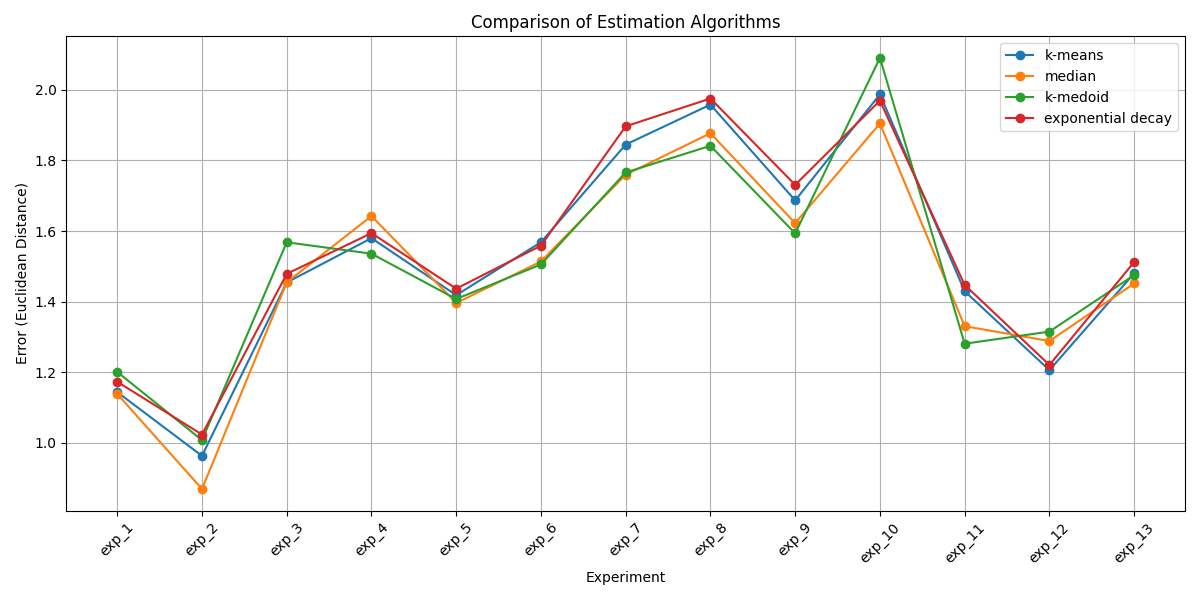 Comparison of Estimation Algorithms
k-means
median
k-medoid
exponential decay
Error (Euclidean Distance)
2.0
1.8
1.6
1.4
1.2
1.0
exp_1
exp_2
exp_3
exp_4
exp_5
exp_6
exp_7
exp_8
exp_9
exp_10
exp_11
exp_12
exp_13
Experiment